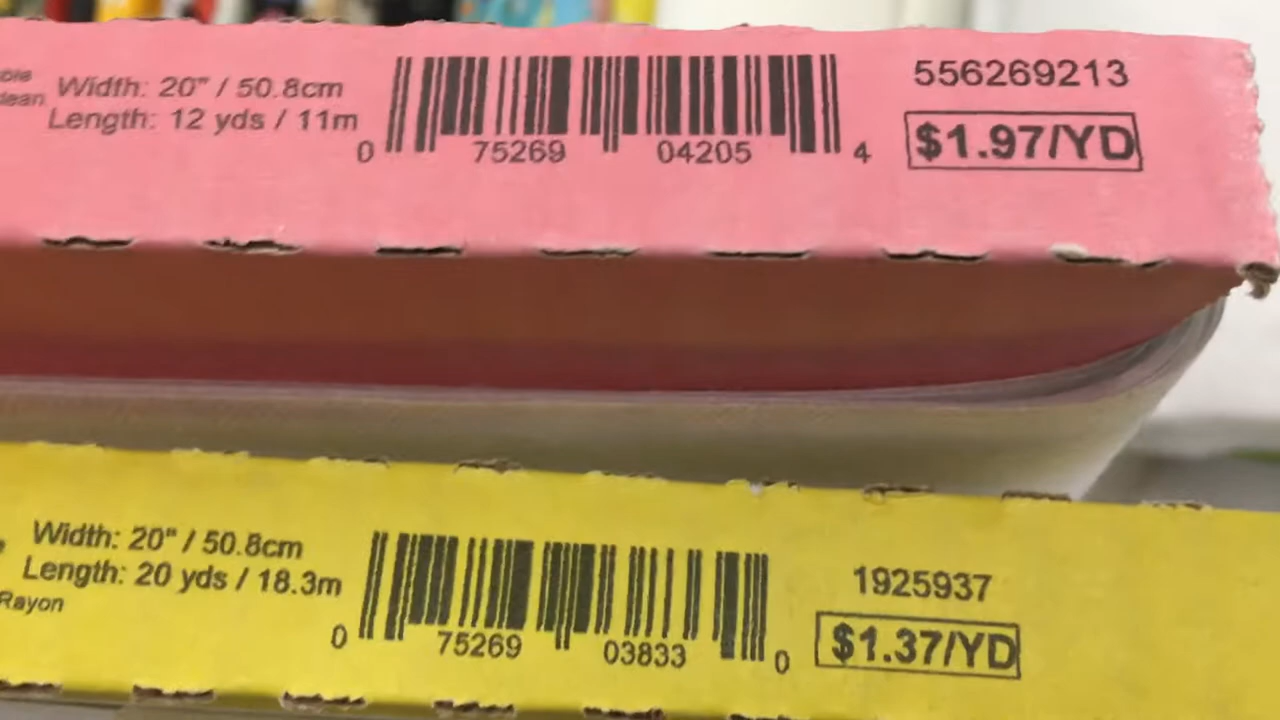 Width: 20" / 50.8cm
Length: 12 yds / 11m
0 75269 04205 4
556269213
$1.97/YD
Width: 20" / 50.8cm
Length: 20 yds / 18.3m
Rayon
0 75269 03833 0
1925937
$1.37/YD